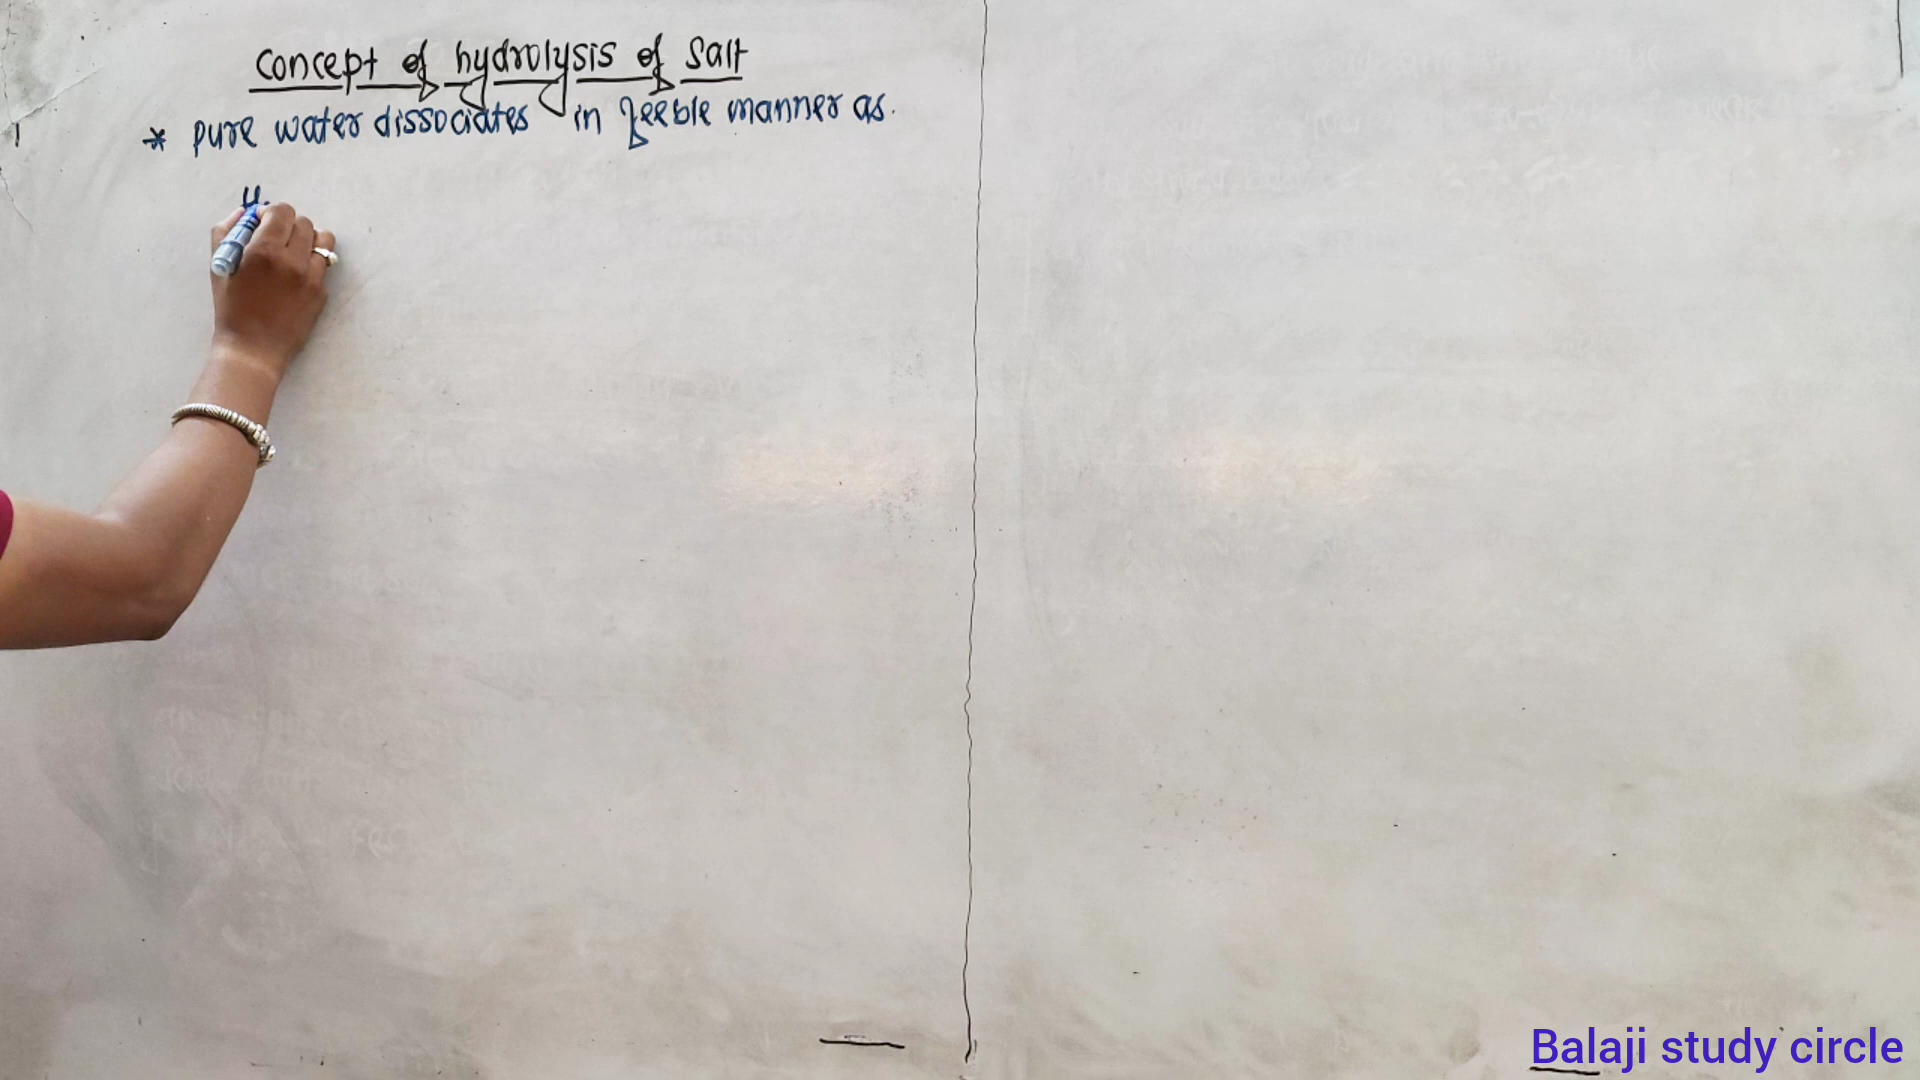 Concept of hydrolysis of Salt
* pure water dissociates in feeble manner as.
H
Balaji study circle